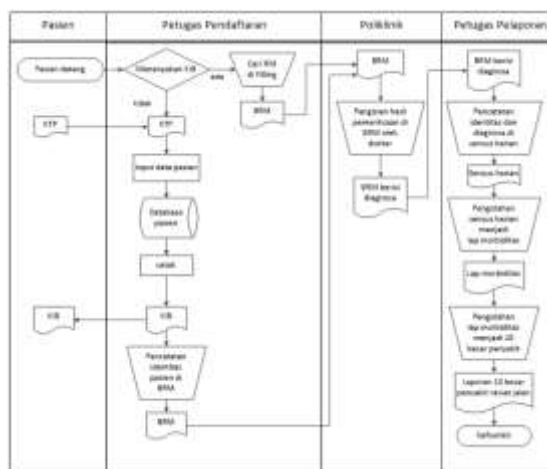 Pasien
Petugas Pendaftaran
Poliklinik
Petugas Pelaporan
Pasien datang
Menanyakan KIB
ada
tidak
Cari RM
di filling
BRM
KTP
KTP
Input data pasien
Database
pasien
cetak
KIB
KIB
Pencatatan
identitas
pasien di
BRM
BRM
BRM
Pengisian hasil
pemeriksaan di
BRM oleh
dokter
BRM berisi
diagnosa
BRM berisi
diagnosa
Pencatatan
identitas dan
diagnosa di
sensus harian
Sensus harian
Pengolahan
sensus harian
menjadi
lap morbiditas
Lap morbiditas
Pengolahan
lap morbiditas
menjadi 10
besar penyakit
Laporan 10 besar
penyakit rawat jalan